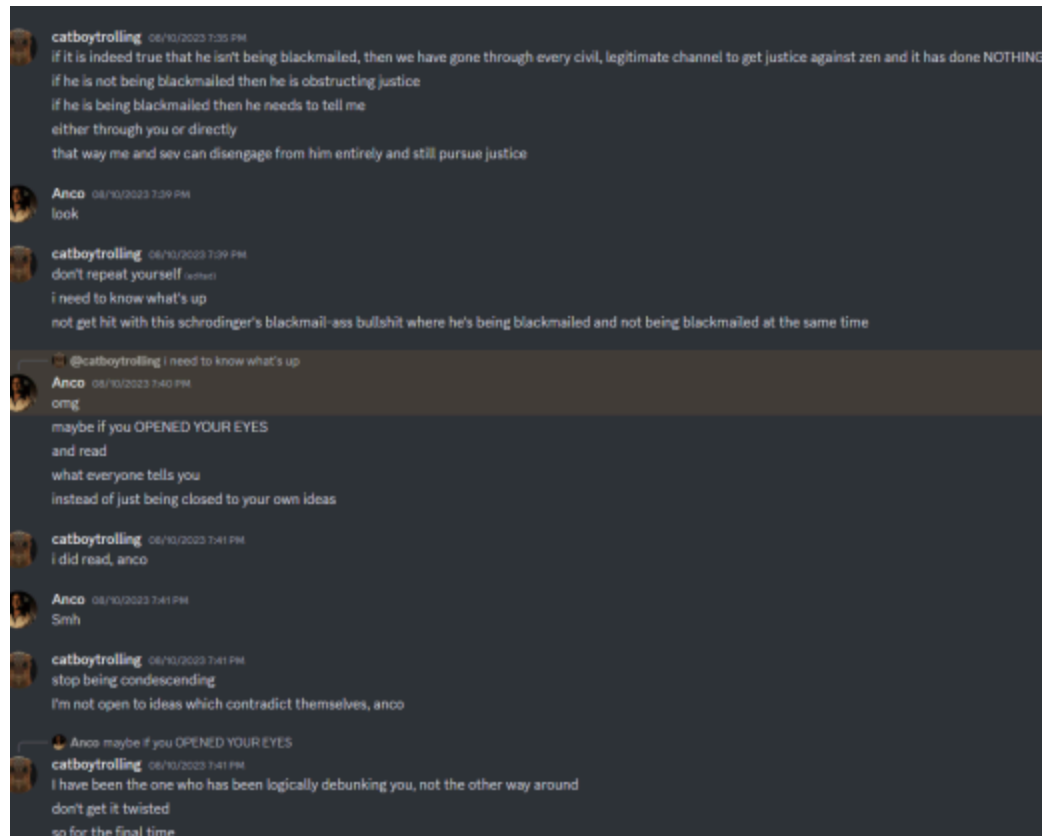 catboytrolling 08/10/2023 7:35 PM
if it is indeed true that he isn't being blackmailed, then we have gone through every civil, legitimate channel to get justice against zen and it has done NOTHING
if he is not being blackmailed then he is obstructing justice
if he is being blackmailed then he needs to tell me
either through you or directly
that way me and sev can disengage from him entirely and still pursue justice
Anco 08/10/2023 7:39 PM
look
catboytrolling 08/10/2023 7:39 PM
don't repeat yourself (edited)
i need to know what's up
not get hit with this schrodinger's blackmail-ass bullshit where he's being blackmailed and not being blackmailed at the same time
@catboytrolling i need to know what's up
Anco 08/10/2023 7:40 PM
omg
maybe if you OPENED YOUR EYES
and read
what everyone tells you
instead of just being closed to your own ideas
catboytrolling 08/10/2023 7:41 PM
i did read, anco
Anco 08/10/2023 7:41 PM
Smh
catboytrolling 08/10/2023 7:41 PM
stop being condescending
I'm not open to ideas which contradict themselves, anco
Anco maybe if you OPENED YOUR EYES
catboytrolling 08/10/2023 7:41 PM
I have been the one who has been logically debunking you, not the other way around
don't get it twisted
so for the final time